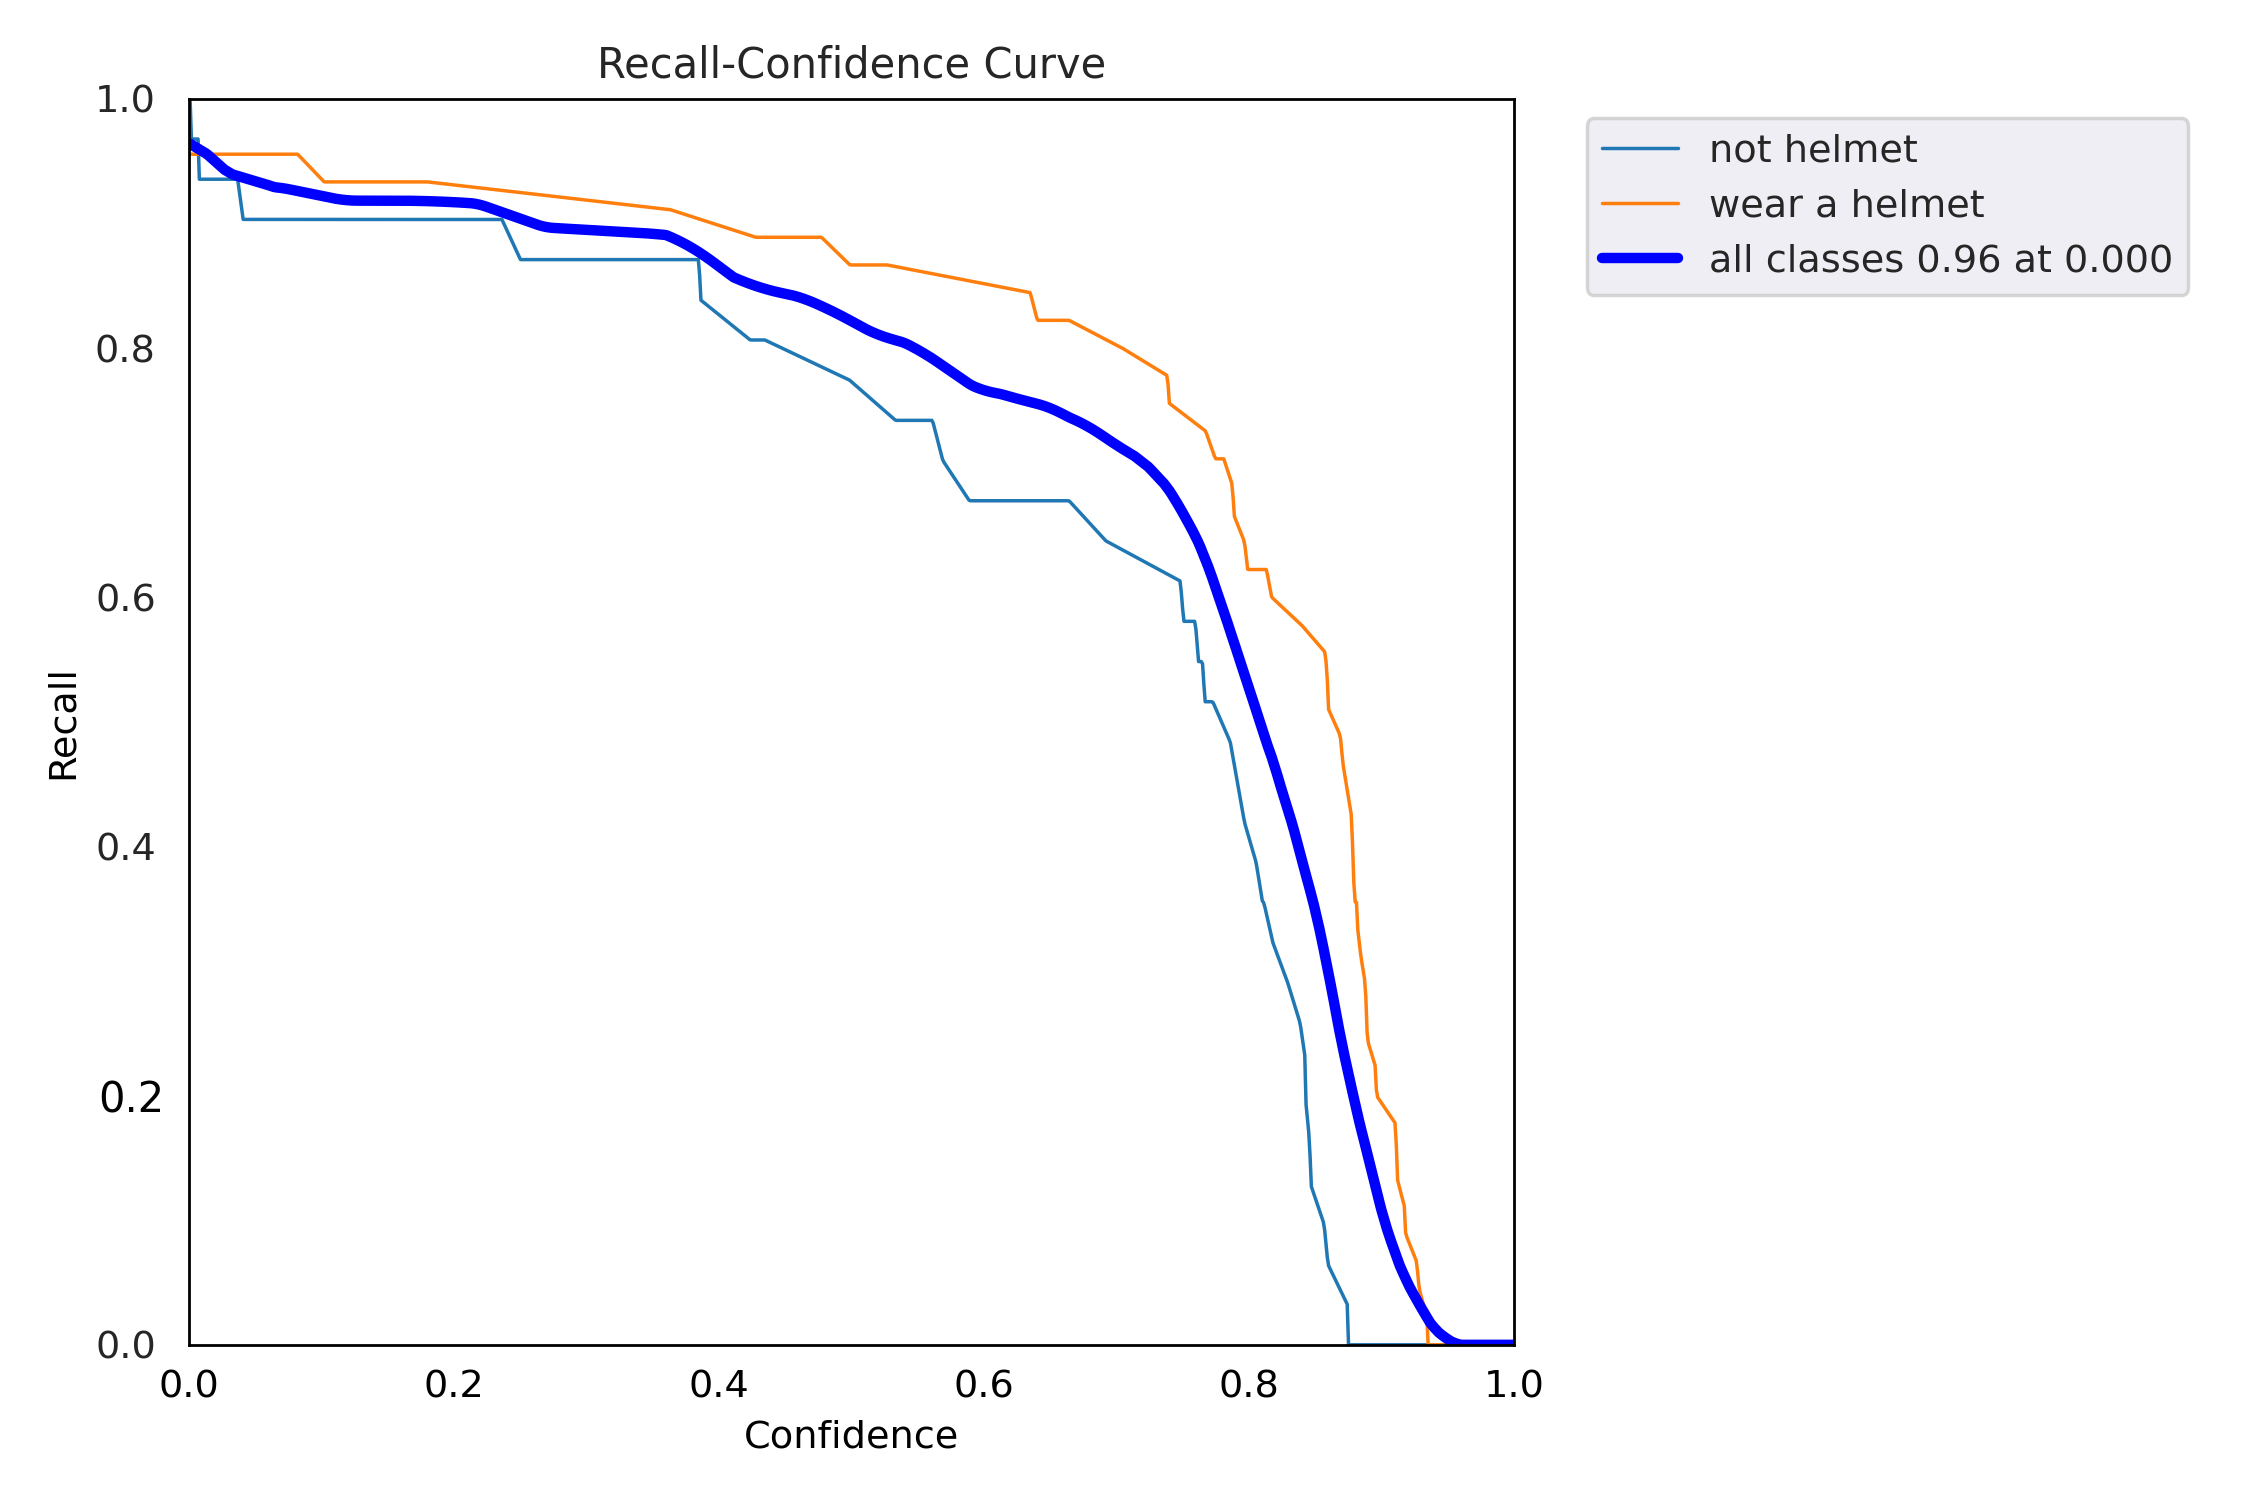 Recall-Confidence Curve
1.0
0.8
0.6
0.4
0.2
0.0
Recall
0.0 0.2 0.4 0.6 0.8 1.0
Confidence
not helmet
wear a helmet
all classes 0.96 at 0.000